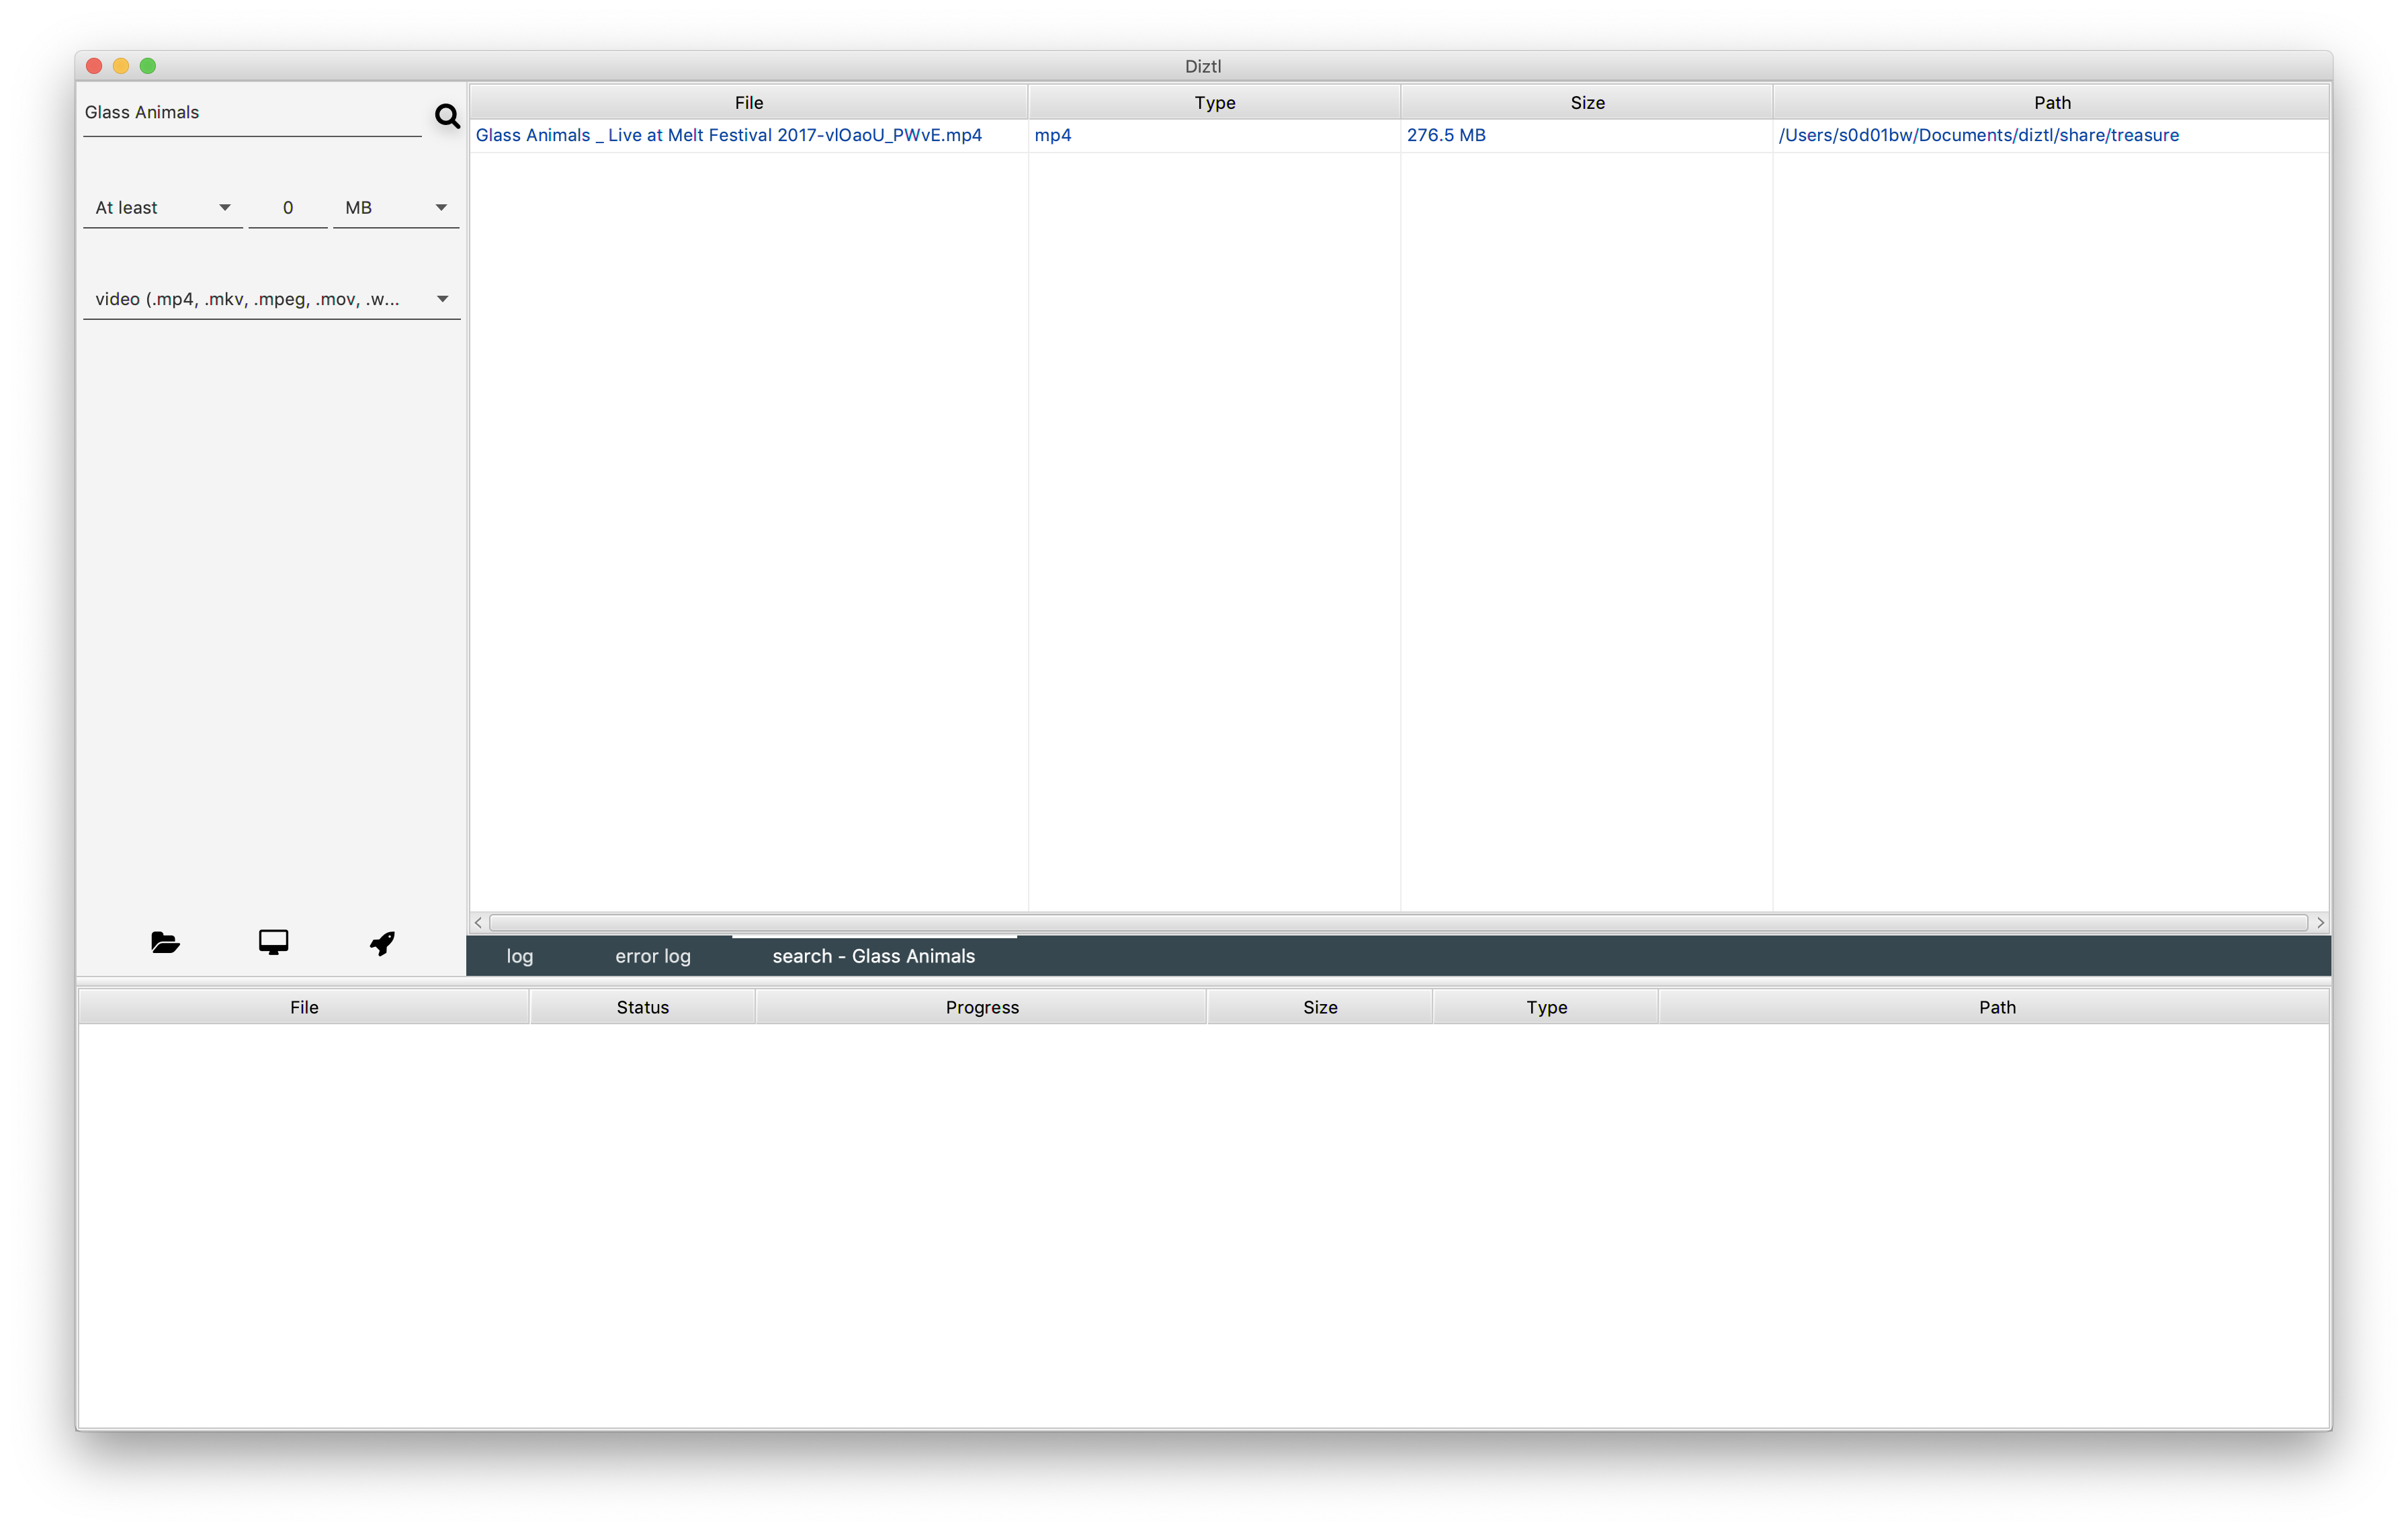 Diztl
Glass Animals
At least 0 MB
video (.mp4, .mkv, .mpeg, .mov, .w...
File Type Size Path
Glass Animals _ Live at Melt Festival 2017-vlOaoU_PWvE.mp4 mp4 276.5 MB /Users/s0d01bw/Documents/diztl/share/treasure
log error log search - Glass Animals
File Status Progress Size Type Path